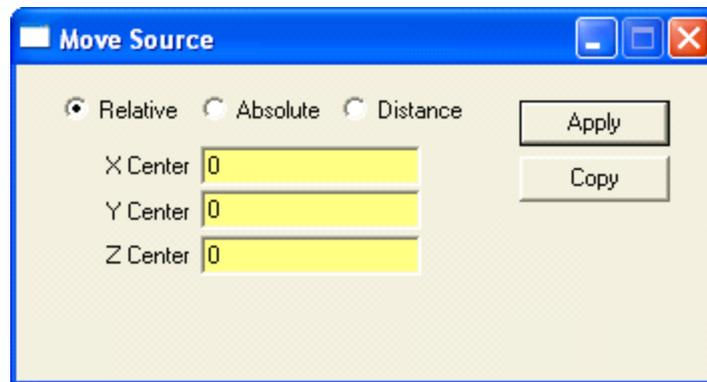 Move Source
Relative Absolute Distance
Apply
X Center 0
Copy
Y Center 0
Z Center 0